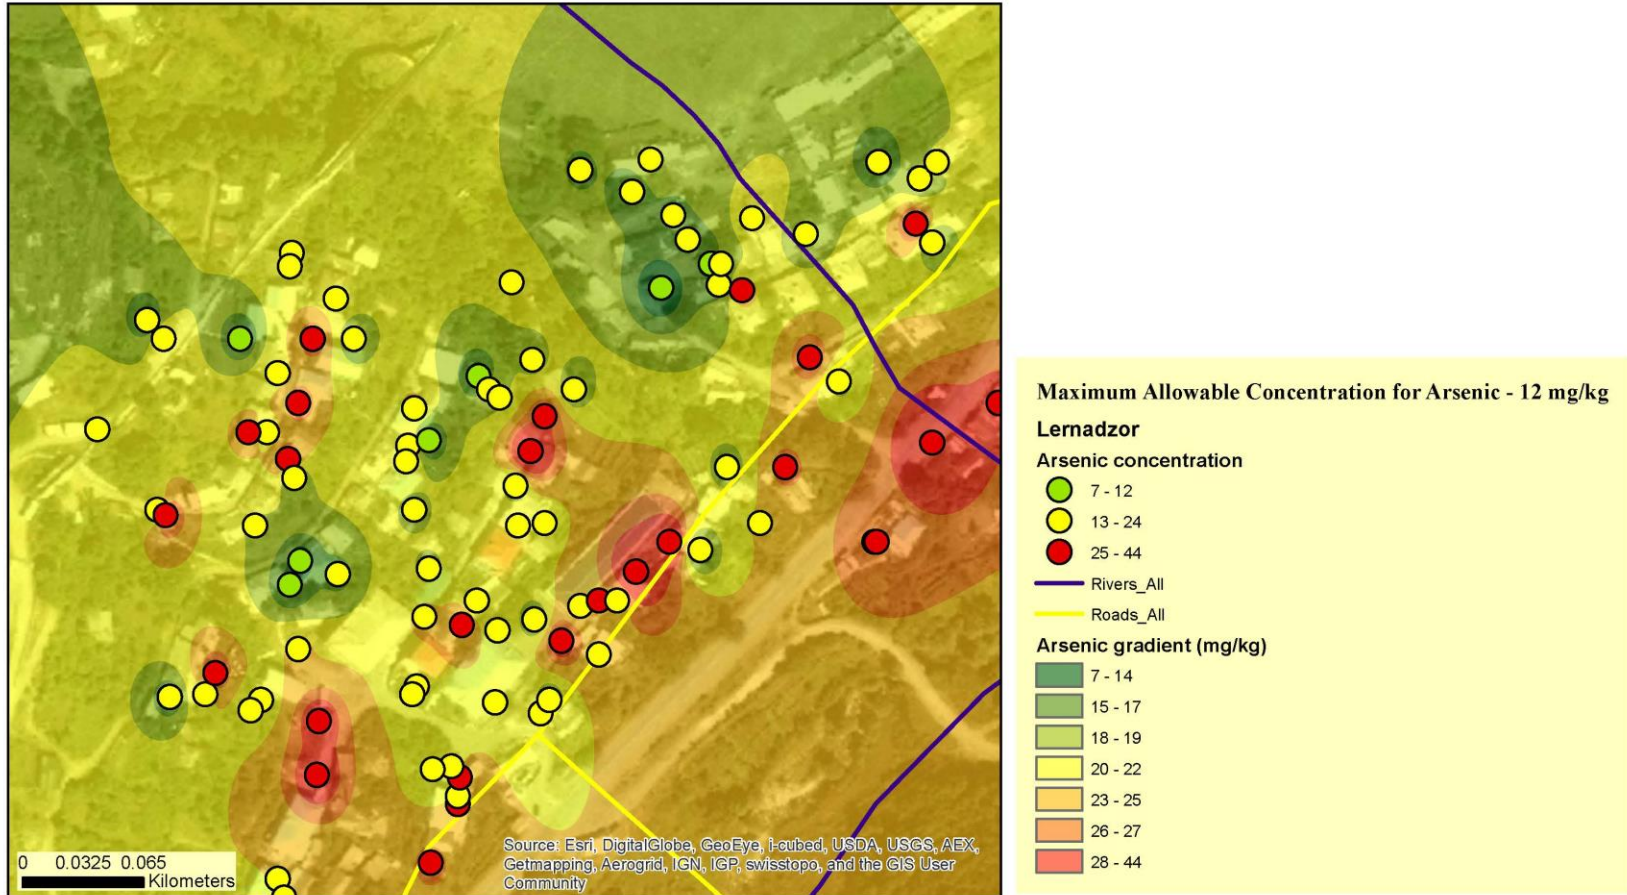 Maximum Allowable Concentration for Arsenic - 12 mg/kg
Lernadzor
Arsenic concentration
7 - 12
13 - 24
25 - 44
Rivers_All
Roads_All
Arsenic gradient (mg/kg)
7 - 14
15 - 17
18 - 19
20 - 22
23 - 25
26 - 27
28 - 44
0 0.0325 0.065
Kilometers
Source: Esri, DigitalGlobe, GeoEye, i-cubed, USDA, USGS, AEX,
Getmapping, Aerogrid, IGN, IGP, swisstopo, and the GIS User
Community